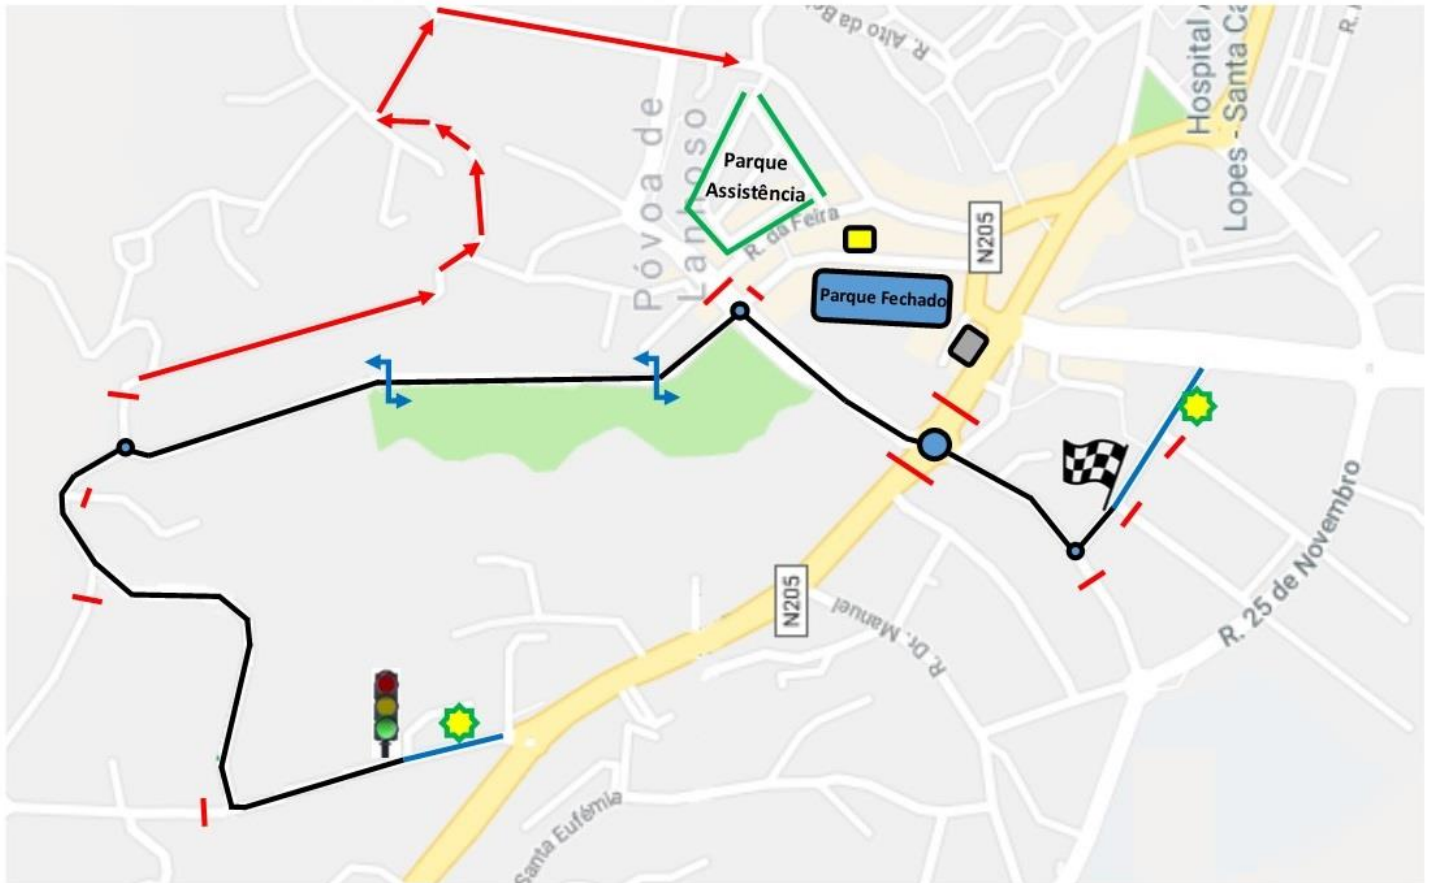 R. Alto da Bo
Hospital
Lopes - Santa Ca
R.
Póvoa de
Lanhoso
Parque
Assistência
R. da Feira
N205
Parque Fechado
N205
R. Dr. Manuel
R. 25 de Novembro
Santa Eufémia